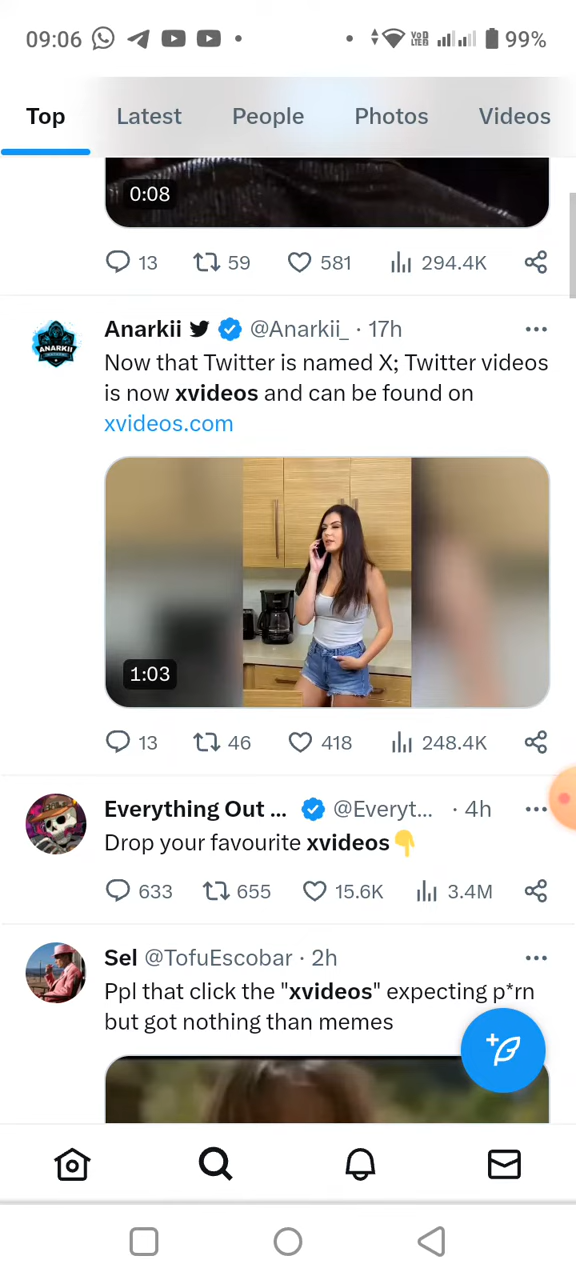 09:06 VoD LTE2 99%
Top Latest People Photos Videos
0:08
13 59 581 294.4K
Anarkii @Anarkii_ · 17h
Now that Twitter is named X; Twitter videos
is now xvideos and can be found on
xvideos.com
ANARKII
1:03
13 46 418 248.4K
Everything Out ... @Everyt... · 4h
Drop your favourite xvideos👇
633 655 15.6K 3.4M
Sel @TofuEscobar · 2h
Ppl that click the "xvideos" expecting p*rn
but got nothing than memes